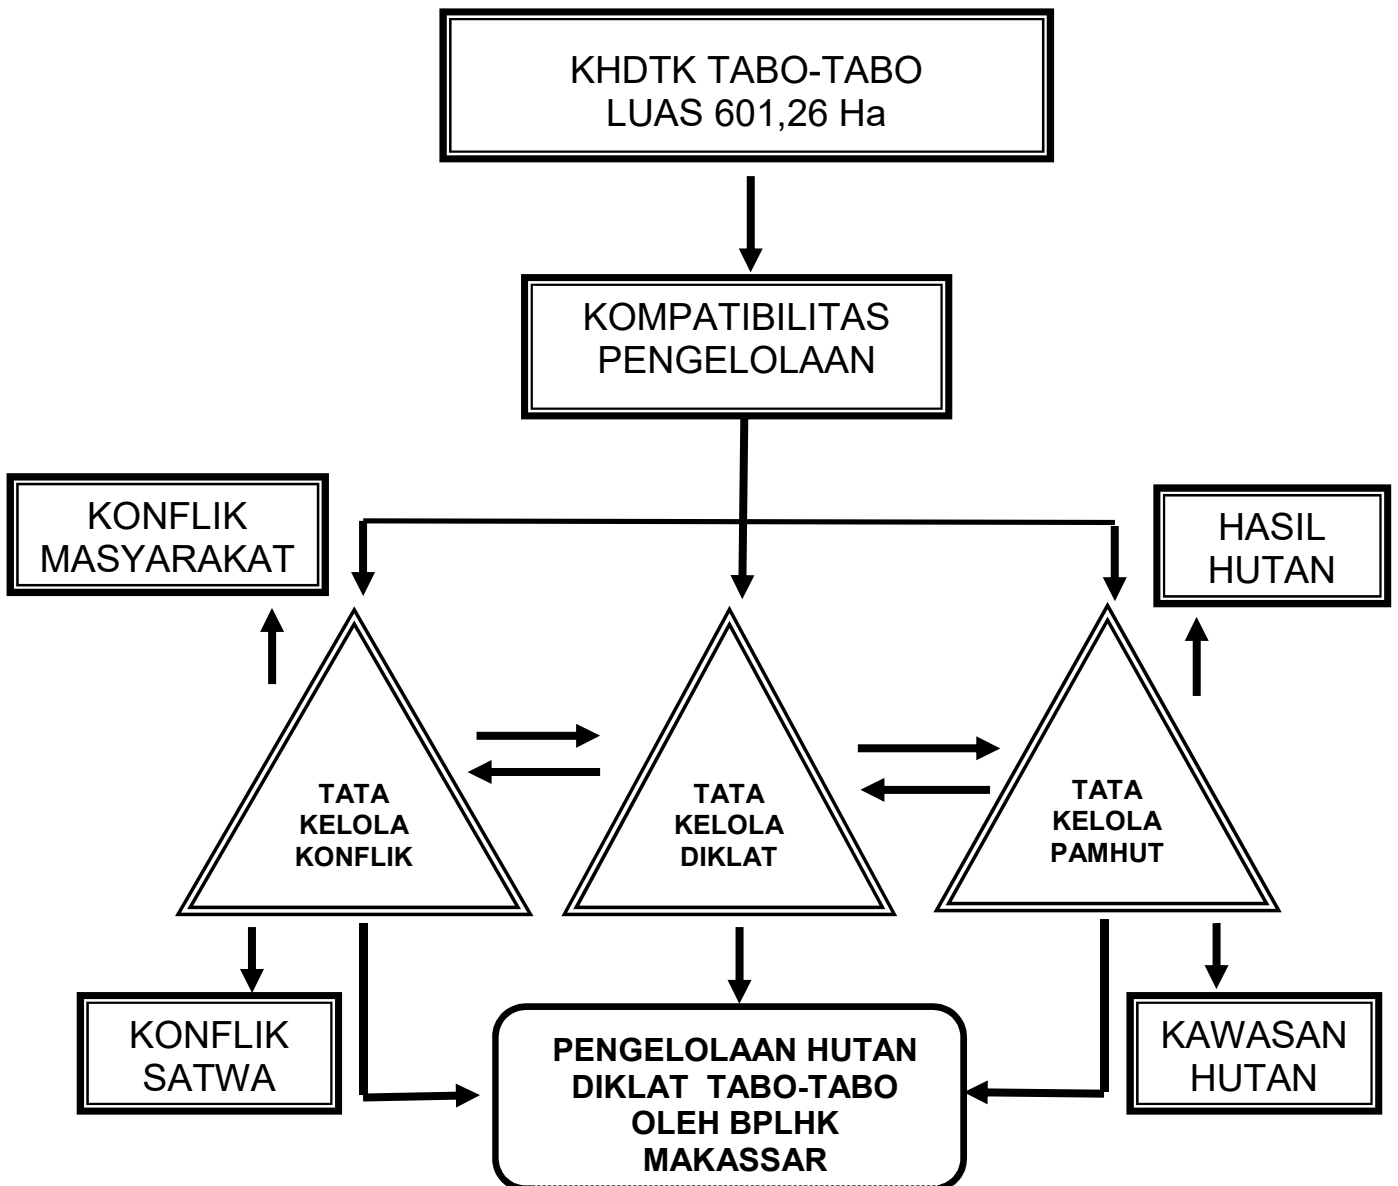 KHDTK TABO-TABO
LUAS 601,26 Ha
KOMPATIBILITAS
PENGELOLAAN
KONFLIK
MASYARAKAT
HASIL
HUTAN
TATA
KELOLA
KONFLIK
TATA
KELOLA
DIKLAT
TATA
KELOLA
PAMHUT
KONFLIK
SATWA
PENGELOLAAN HUTAN
DIKLAT TABO-TABO
OLEH BPLHK
MAKASSAR
KAWASAN
HUTAN